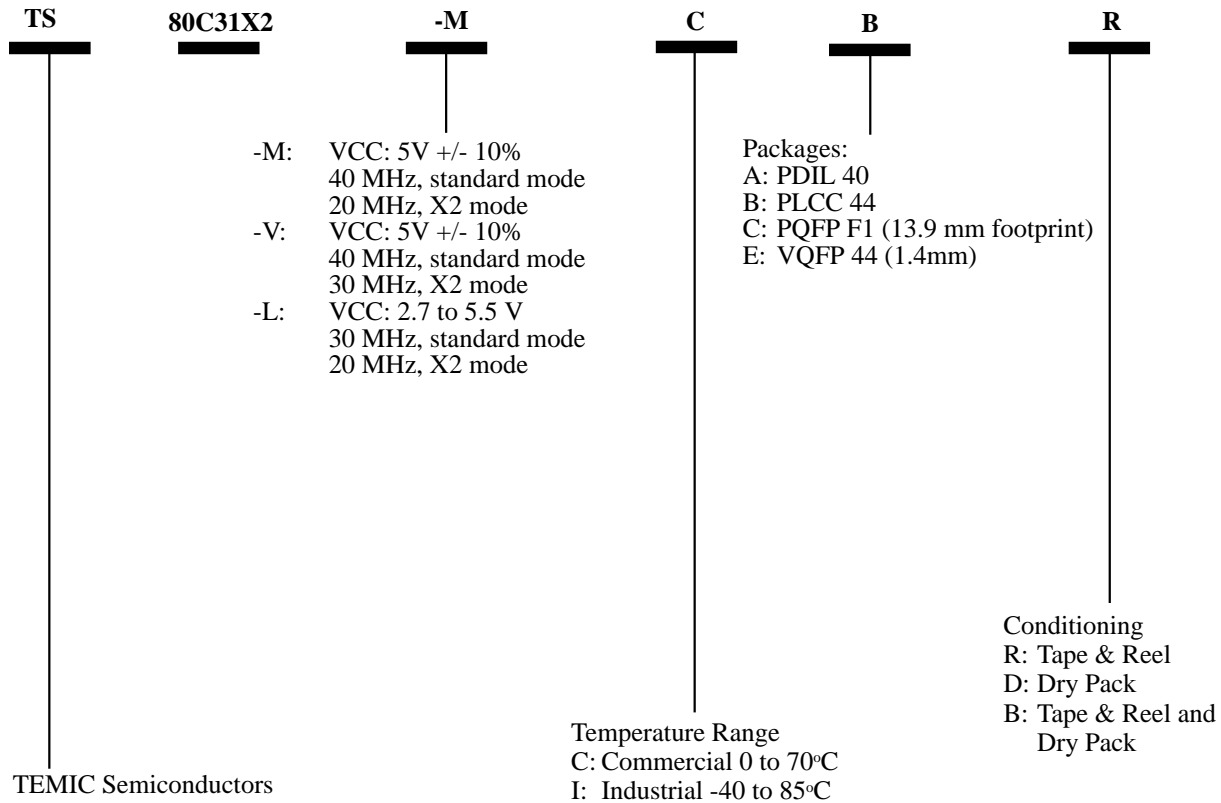 TS 80C31X2 -M C B R
-M: VCC: 5V +/- 10%
40 MHz, standard mode
20 MHz, X2 mode
-V: VCC: 5V +/- 10%
40 MHz, standard mode
30 MHz, X2 mode
-L: VCC: 2.7 to 5.5 V
30 MHz, standard mode
20 MHz, X2 mode
Packages:
A: PDIL 40
B: PLCC 44
C: PQFP F1 (13.9 mm footprint)
E: VQFP 44 (1.4mm)
Conditioning
R: Tape & Reel
D: Dry Pack
B: Tape & Reel and
Dry Pack
Temperature Range
C: Commercial 0 to 70°C
I: Industrial -40 to 85°C
TEMIC Semiconductors